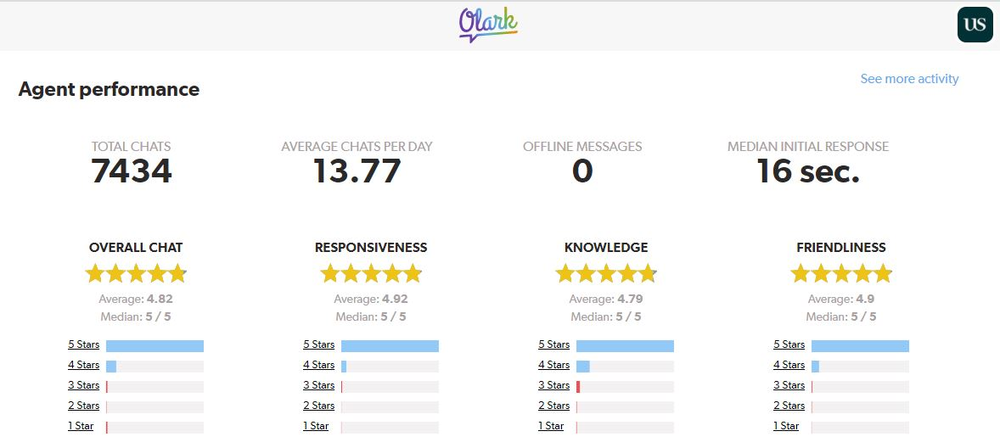 Olark
US
Agent performance
See more activity
TOTAL CHATS
7434
AVERAGE CHATS PER DAY
13.77
OFFLINE MESSAGES
0
MEDIAN INITIAL RESPONSE
16 sec.
OVERALL CHAT
Average: 4.82
Median: 5 / 5
5 Stars
4 Stars
3 Stars
2 Stars
1 Star
RESPONSIVENESS
Average: 4.92
Median: 5 / 5
5 Stars
4 Stars
3 Stars
2 Stars
1 Star
KNOWLEDGE
Average: 4.79
Median: 5 / 5
5 Stars
4 Stars
3 Stars
2 Stars
1 Star
FRIENDLINESS
Average: 4.9
Median: 5 / 5
5 Stars
4 Stars
3 Stars
2 Stars
1 Star